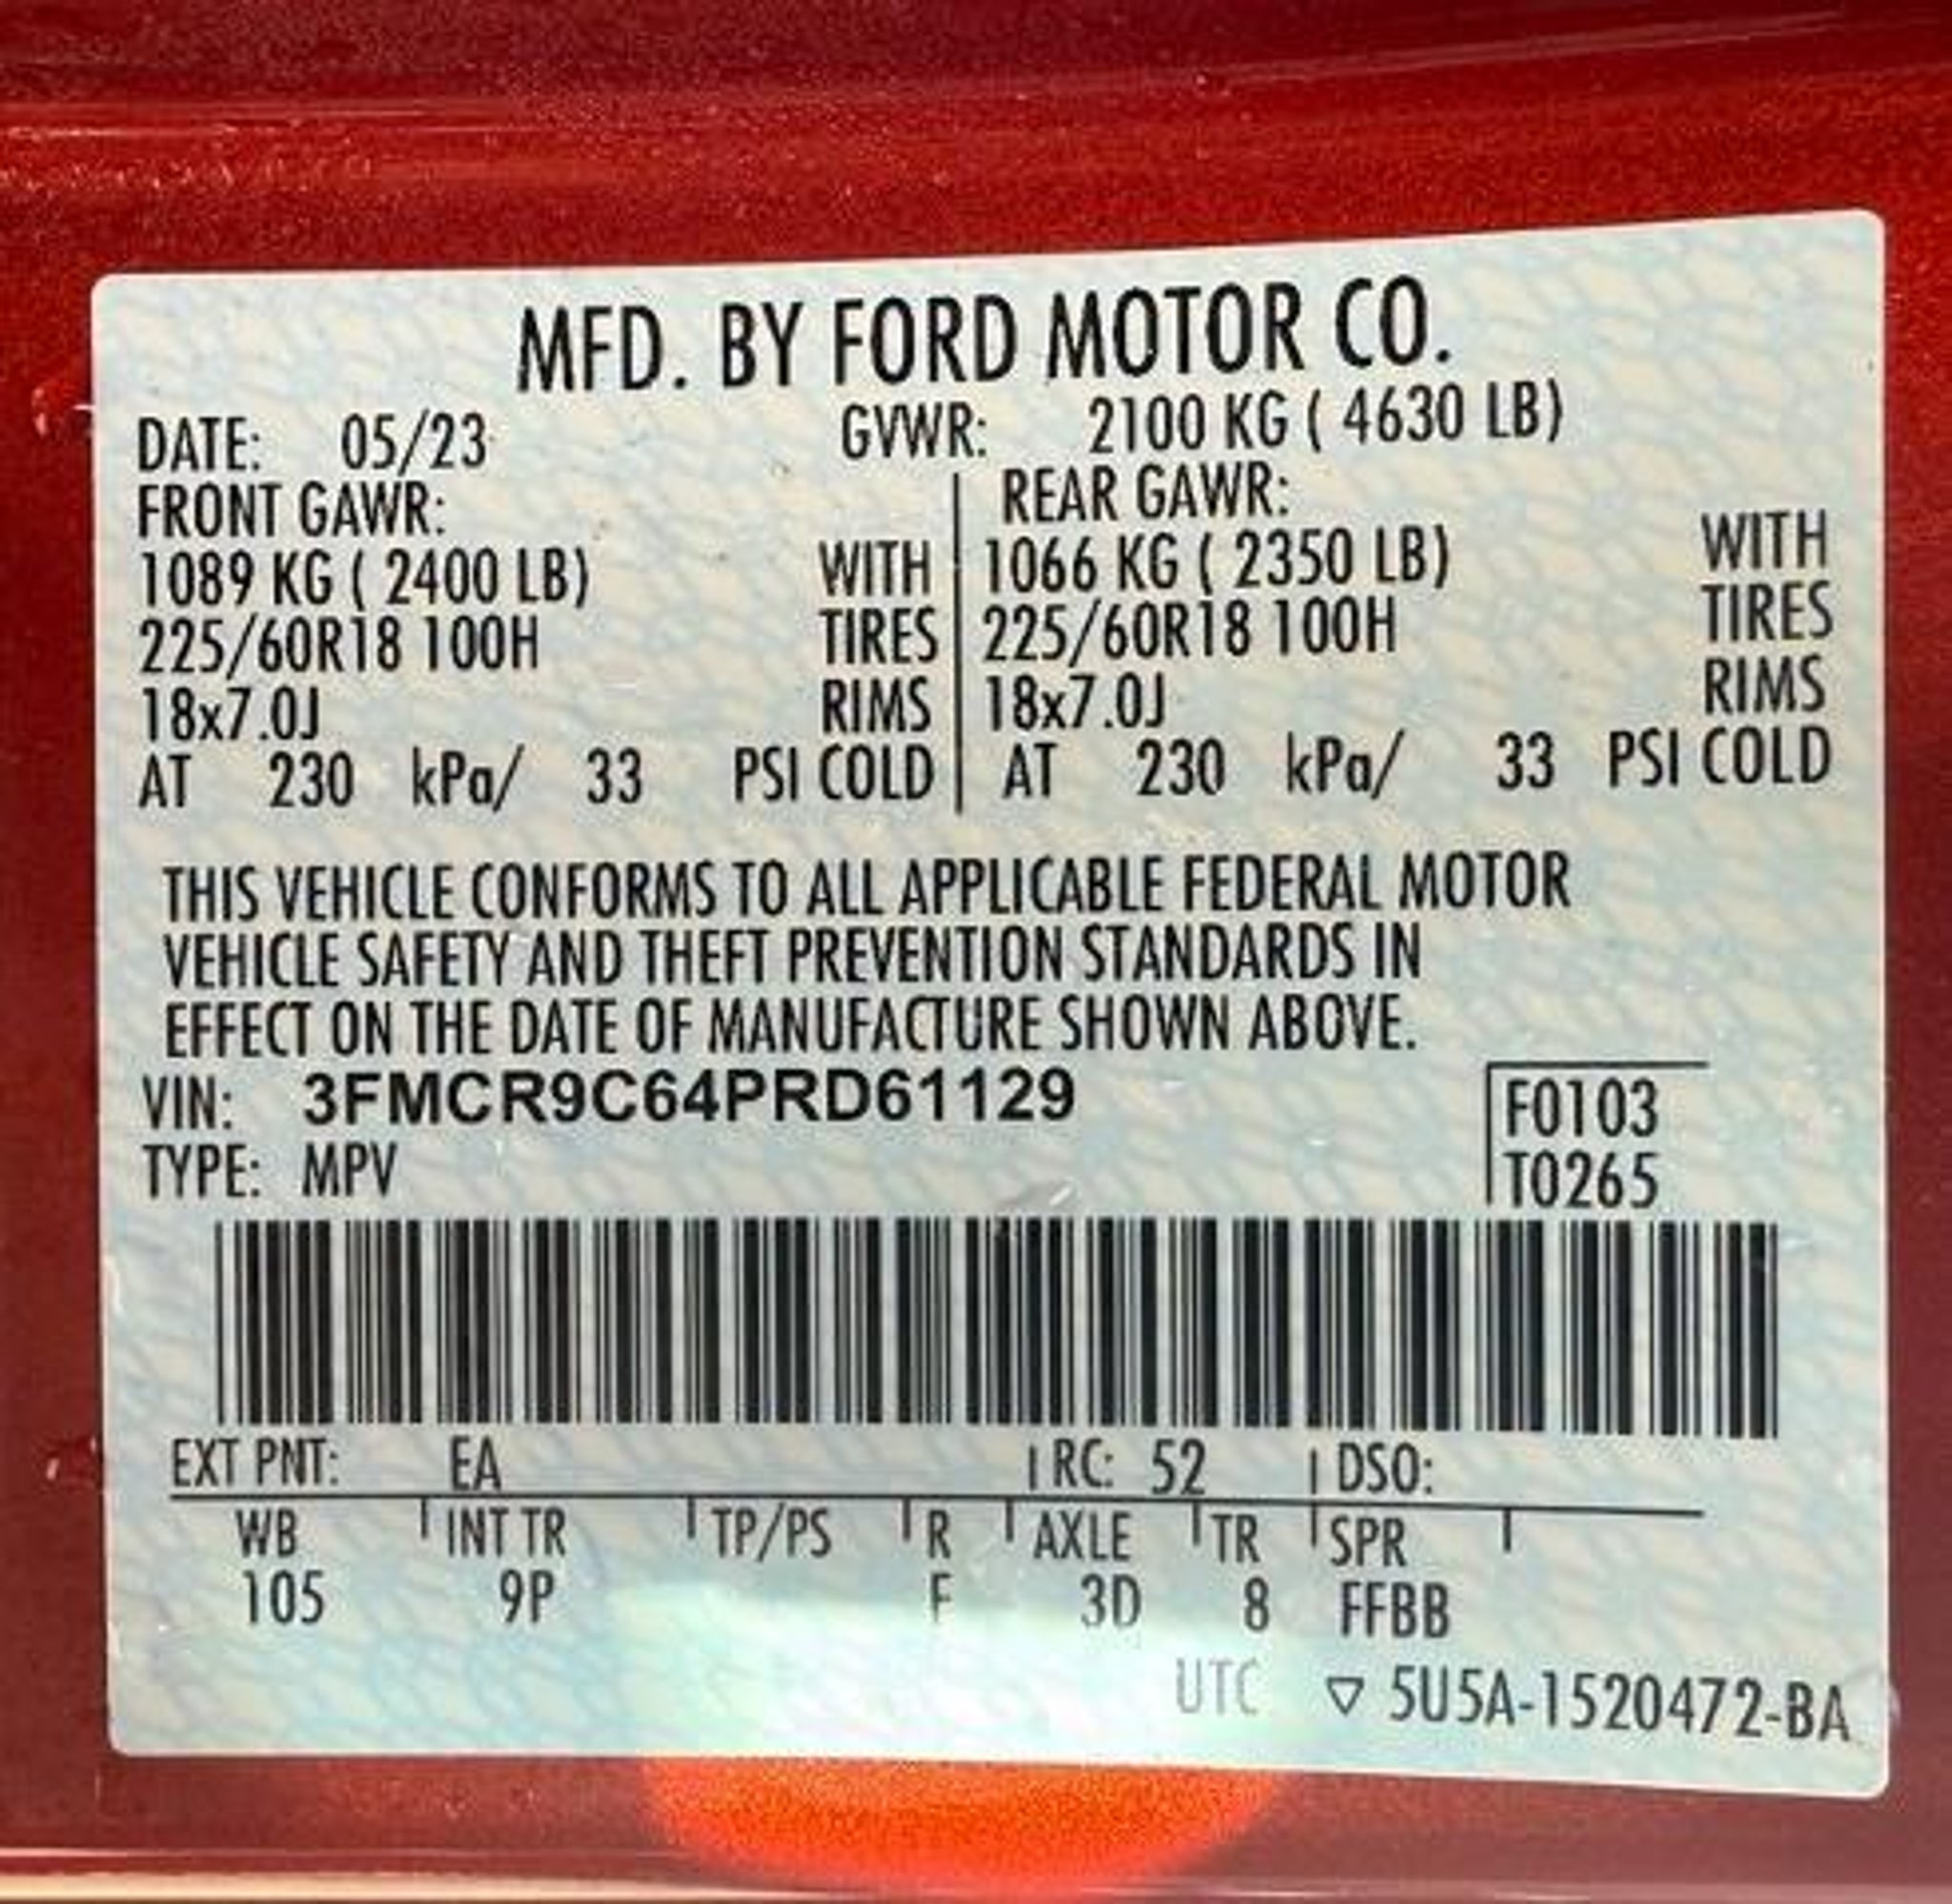 MFD. BY FORD MOTOR CO.
DATE: 05/23 GVWR: 2100 KG ( 4630 LB)
FRONT GAWR: REAR GAWR:
1089 KG ( 2400 LB) WITH 1066 KG ( 2350 LB) WITH
225/60R18 100H TIRES 225/60R18 100H TIRES
18x7.0J RIMS 18x7.0J RIMS
AT 230 kPa/ 33 PSI COLD AT 230 kPa/ 33 PSI COLD
THIS VEHICLE CONFORMS TO ALL APPLICABLE FEDERAL MOTOR
VEHICLE SAFETY AND THEFT PREVENTION STANDARDS IN
EFFECT ON THE DATE OF MANUFACTURE SHOWN ABOVE.
VIN: 3FMCR9C64PRD61129 F0103
TYPE: MPV T0265
EXT PNT: EA RC: 52 DSO:
WB INT TR TP/PS R AXLE TR SPR
105 9P F 3D 8 FFBB
UTC ▽ 5U5A-1520472-BA